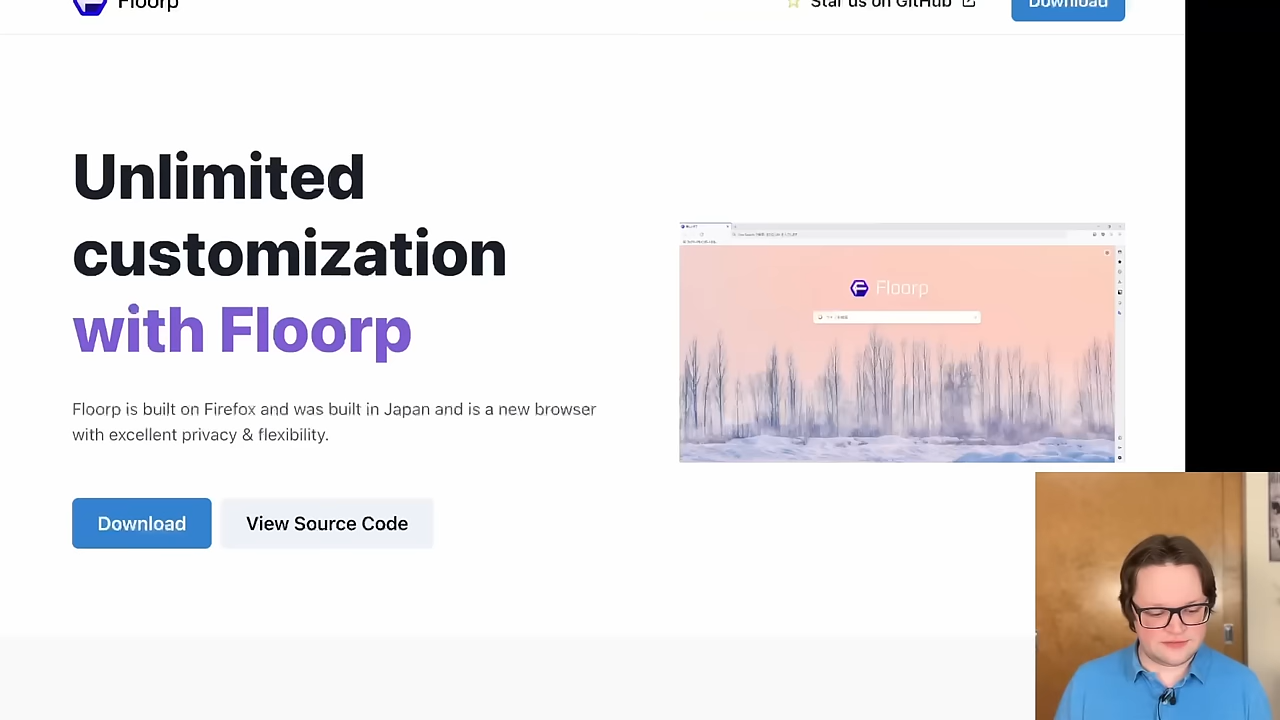 Floorp
Star us on GitHub
Download
Unlimited
customization
with Floorp
Floorp is built on Firefox and was built in Japan and is a new browser
with excellent privacy & flexibility.
Download
View Source Code
Floorp